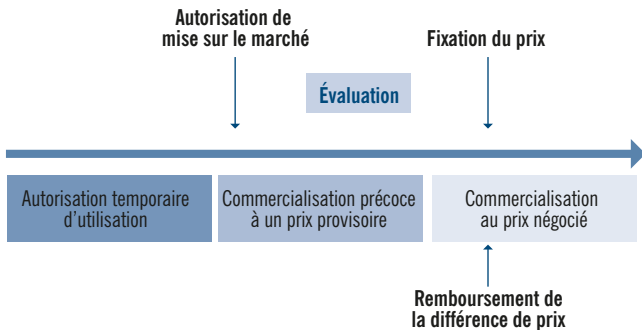 Autorisation de
mise sur le marché
Fixation du prix
Évaluation
Autorisation temporaire
d'utilisation
Commercialisation précoce
à un prix provisoire
Commercialisation
au prix négocié
Remboursement de
la différence de prix